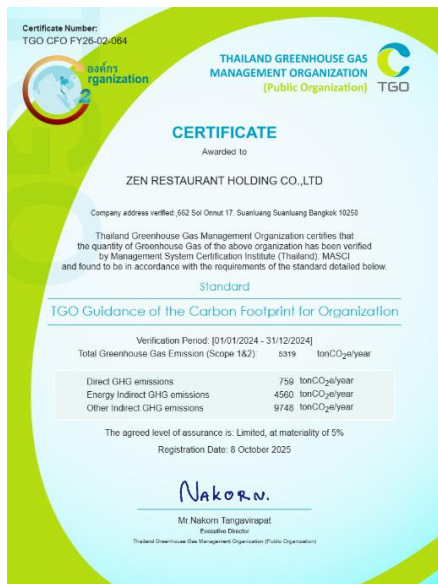 Certificate Number:
TGO CFO FY26-02-064
องค์กร
rganization
2
THAILAND GREENHOUSE GAS
MANAGEMENT ORGANIZATION
(Public Organization)
TGO
CERTIFICATE
Awarded to
ZEN RESTAURANT HOLDING CO.,LTD
Company address verified: ,662 Soi Onnut 17, Suanluang Suanluang Bangkok 10250
Thailand Greenhouse Gas Management Organization certifies that
the quantity of Greenhouse Gas of the above organization has been verified
by Management System Certification Institute (Thailand): MASCI
and found to be in accordance with the requirements of the standard detailed below.
Standard
TGO Guidance of the Carbon Footprint for Organization
Verification Period: [01/01/2024 - 31/12/2024]
Total Greenhouse Gas Emission (Scope 1&2): 5319 tonCO2e/year
Direct GHG emissions 759 tonCO2e/year
Energy Indirect GHG emissions 4560 tonCO2e/year
Other Indirect GHG emissions 9748 tonCO2e/year
The agreed level of assurance is: Limited, at materiality of 5%
Registration Date: 8 October 2025
NAKORN.
Mr.Nakorn Tangavirapat
Executive Director
Thailand Greenhouse Gas Management Organization (Public Organization)